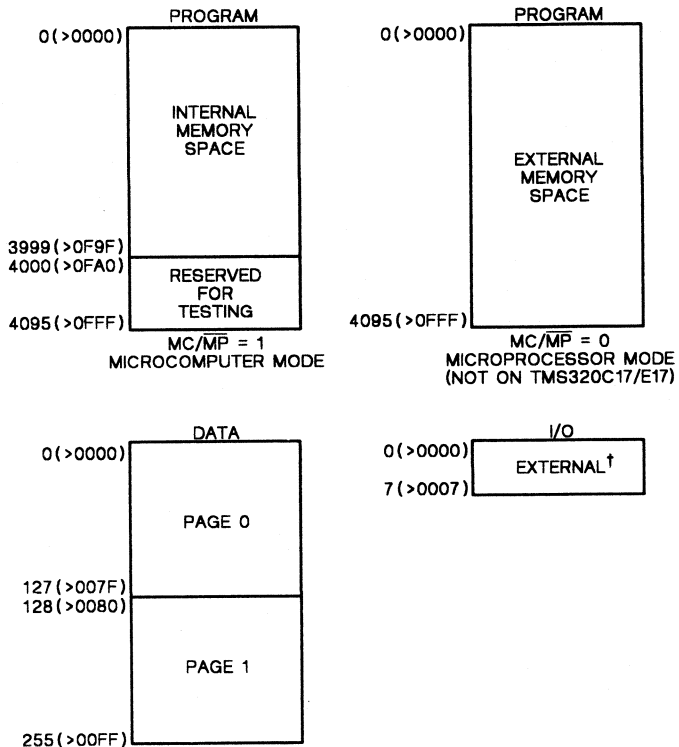 PROGRAM
0(>0000)
INTERNAL
MEMORY
SPACE
3999(>0F9F)
4000(>0FA0)
RESERVED
FOR
TESTING
4095(>0FFF)
MC/M̅P̅ = 1
MICROCOMPUTER MODE
PROGRAM
0(>0000)
EXTERNAL
MEMORY
SPACE
4095(>0FFF)
MC/M̅P̅ = 0
MICROPROCESSOR MODE
(NOT ON TMS320C17/E17)
DATA
0(>0000)
PAGE 0
127(>007F)
128(>0080)
PAGE 1
255(>00FF)
I/O
0(>0000)
EXTERNAL†
7(>0007)